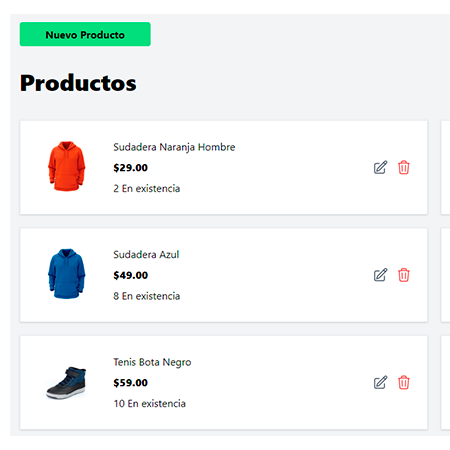 Nuevo Producto
Productos
Sudadera Naranja Hombre
$29.00
2 En existencia
Sudadera Azul
$49.00
8 En existencia
Tenis Bota Negro
$59.00
10 En existencia